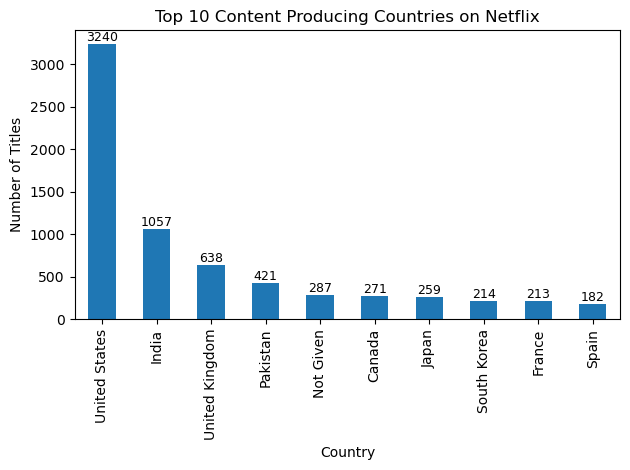 Top 10 Content Producing Countries on Netflix
Number of Titles
3000
2500
2000
1500
1000
500
0
3240
1057
638
421
287
271
259
214
213
182
United States
India
United Kingdom
Pakistan
Not Given
Canada
Japan
South Korea
France
Spain
Country